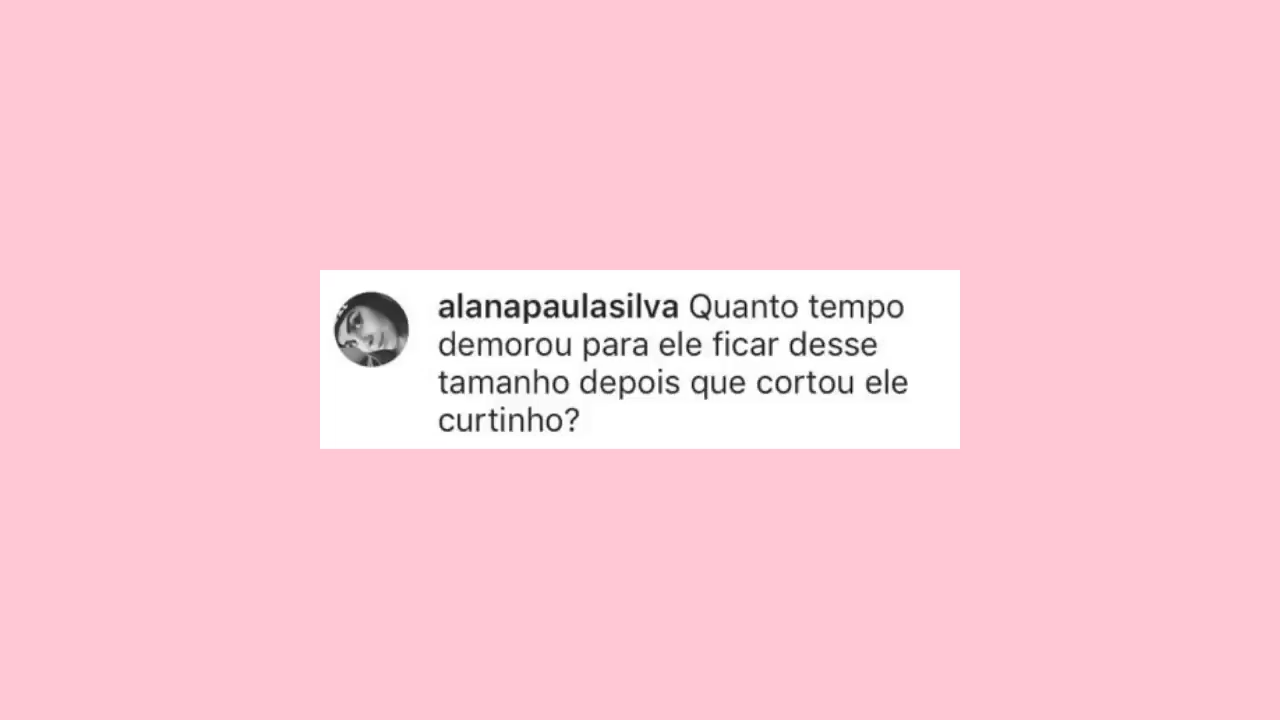 alanapaulasilva Quanto tempo
demorou para ele ficar desse
tamanho depois que cortou ele
curtinho?